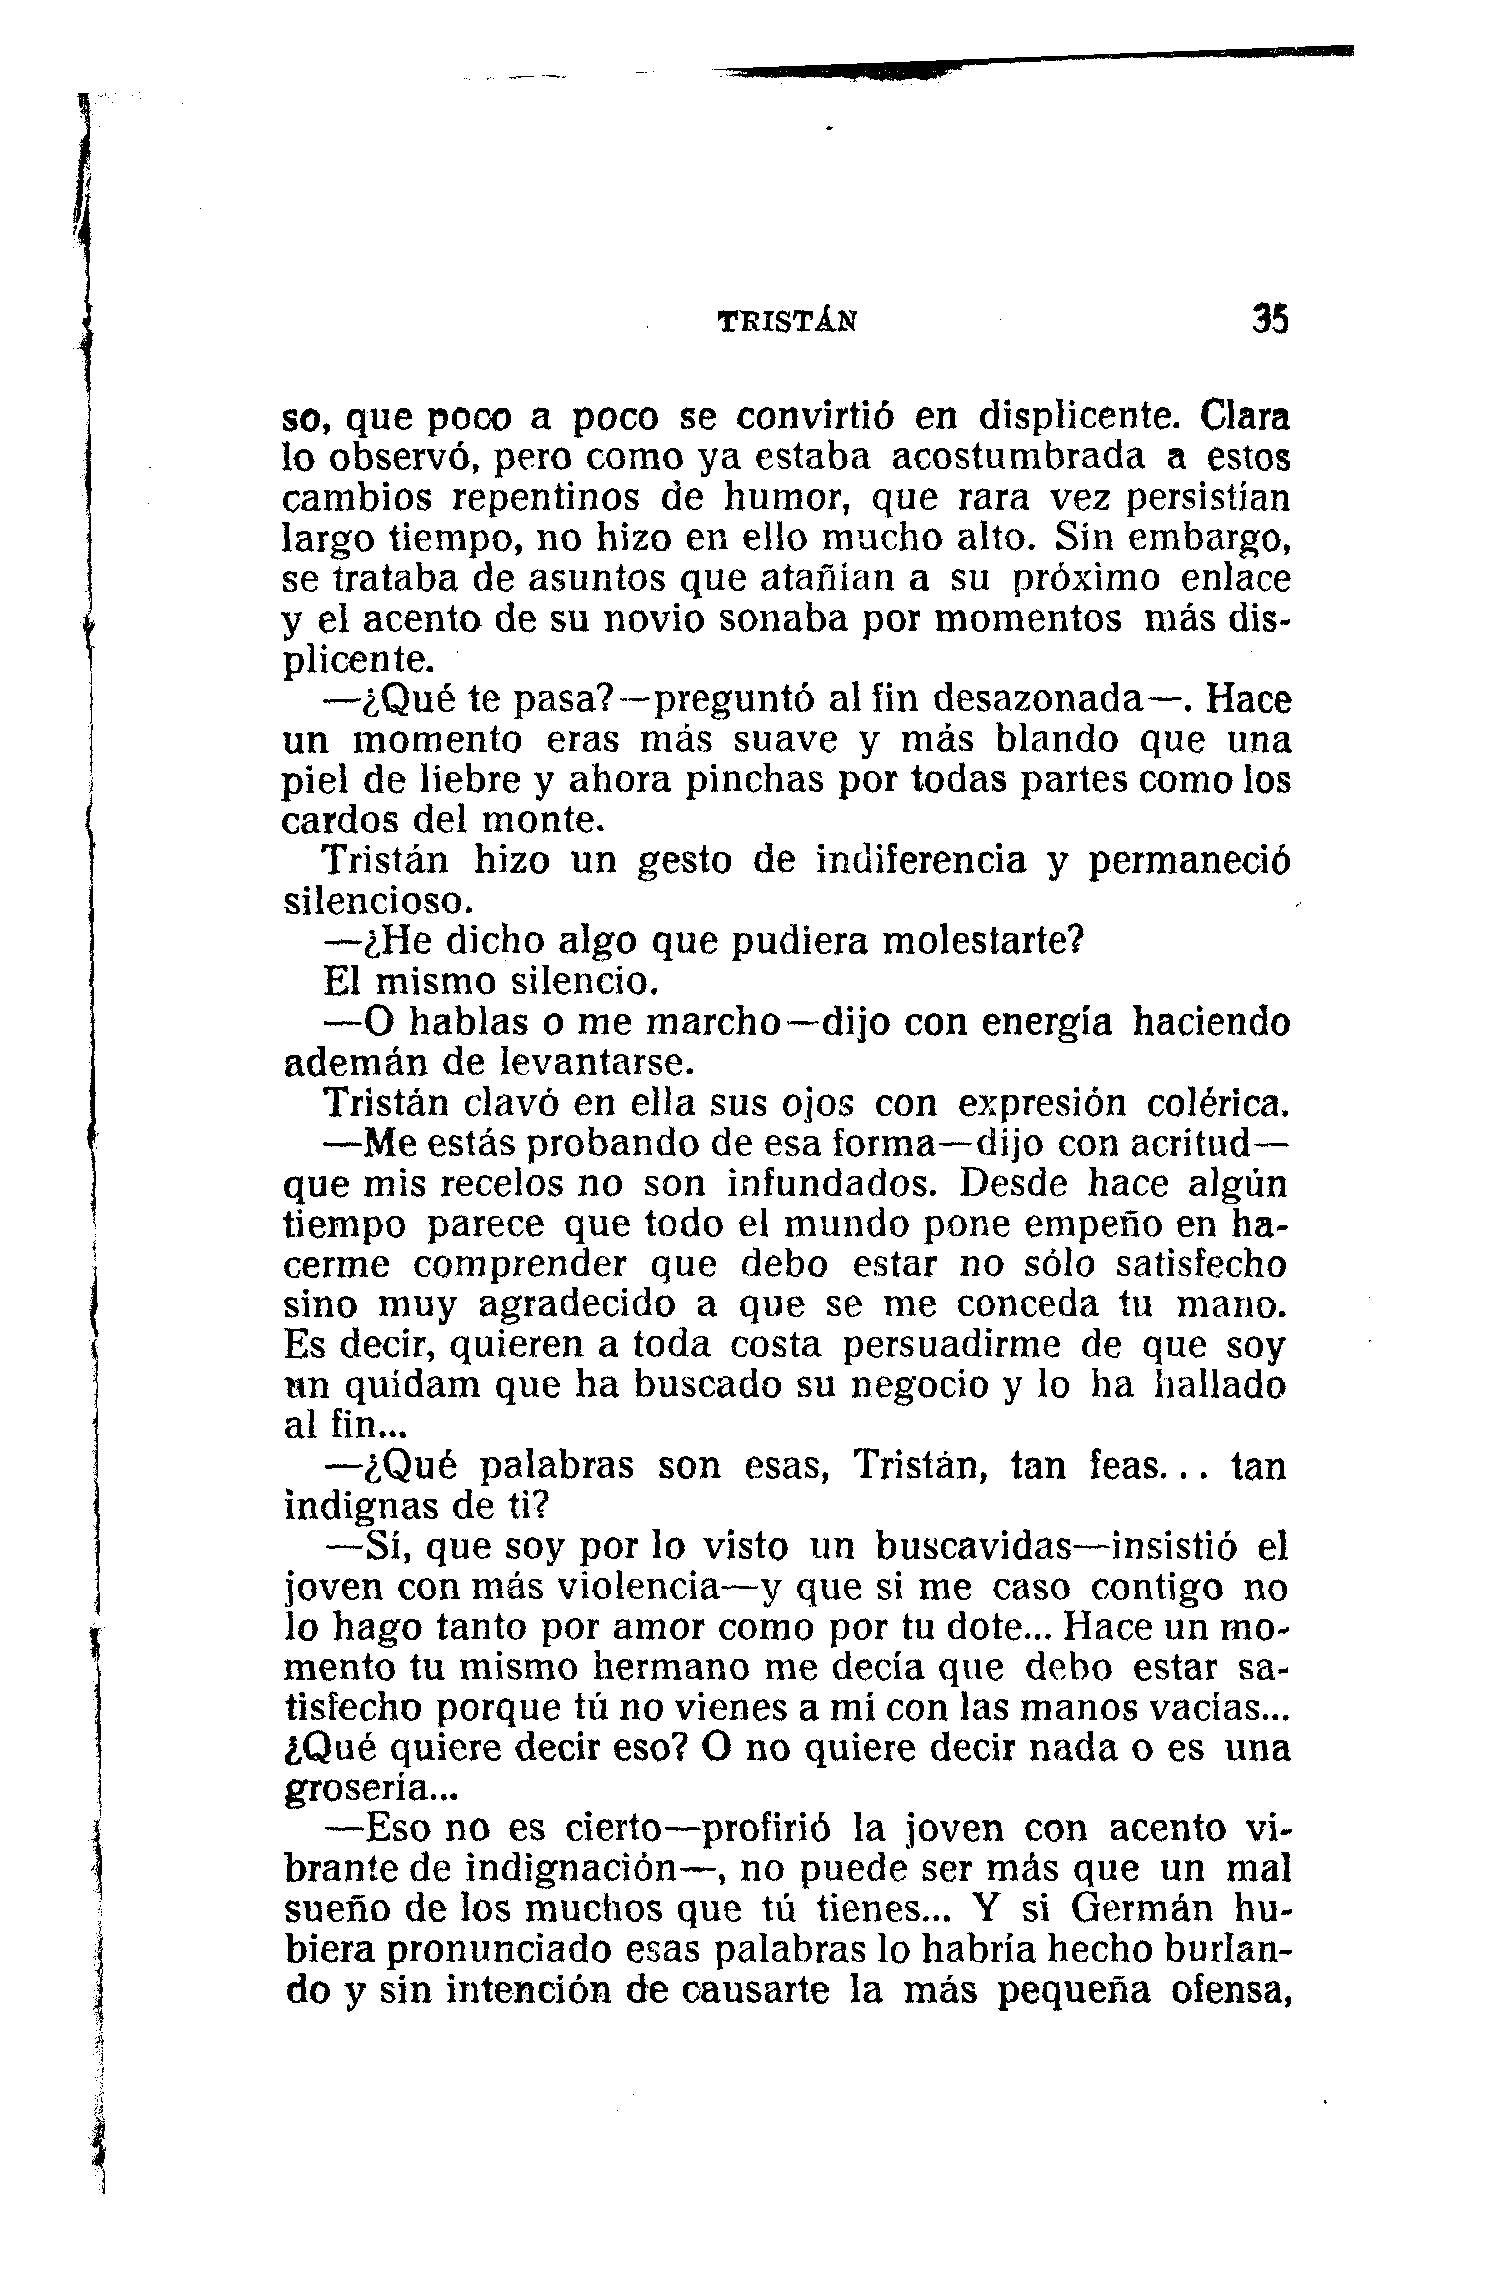 TRISTÁN 35
so, que poco a poco se convirtió en displicente. Clara
lo observó, pero como ya estaba acostumbrada a estos
cambios repentinos de humor, que rara vez persistían
largo tiempo, no hizo en ello mucho alto. Sin embargo,
se trataba de asuntos que atañían a su próximo enlace
y el acento de su novio sonaba por momentos más dis-
plicente.
—¿Qué te pasa?—preguntó al fin desazonada—. Hace
un momento eras más suave y más blando que una
piel de liebre y ahora pinchas por todas partes como los
cardos del monte.
Tristán hizo un gesto de indiferencia y permaneció
silencioso.
—¿He dicho algo que pudiera molestarte?
El mismo silencio.
—O hablas o me marcho—dijo con energía haciendo
ademán de levantarse.
Tristán clavó en ella sus ojos con expresión colérica.
—Me estás probando de esa forma—dijo con acritud—
que mis recelos no son infundados. Desde hace algún
tiempo parece que todo el mundo pone empeño en ha-
cerme comprender que debo estar no sólo satisfecho
sino muy agradecido a que se me conceda tu mano.
Es decir, quieren a toda costa persuadirme de que soy
un quídam que ha buscado su negocio y lo ha hallado
al fin...
—¿Qué palabras son esas, Tristán, tan feas... tan
indignas de ti?
—Sí, que soy por lo visto un buscavidas—insistió el
joven con más violencia—y que si me caso contigo no
lo hago tanto por amor como por tu dote... Hace un mo-
mento tu mismo hermano me decía que debo estar sa-
tisfecho porque tú no vienes a mí con las manos vacías...
¿Qué quiere decir eso? O no quiere decir nada o es una
grosería...
—Eso no es cierto—profirió la joven con acento vi-
brante de indignación—, no puede ser más que un mal
sueño de los muchos que tú tienes... Y si Germán hu-
biera pronunciado esas palabras lo habría hecho burlan-
do y sin intención de causarte la más pequeña ofensa,